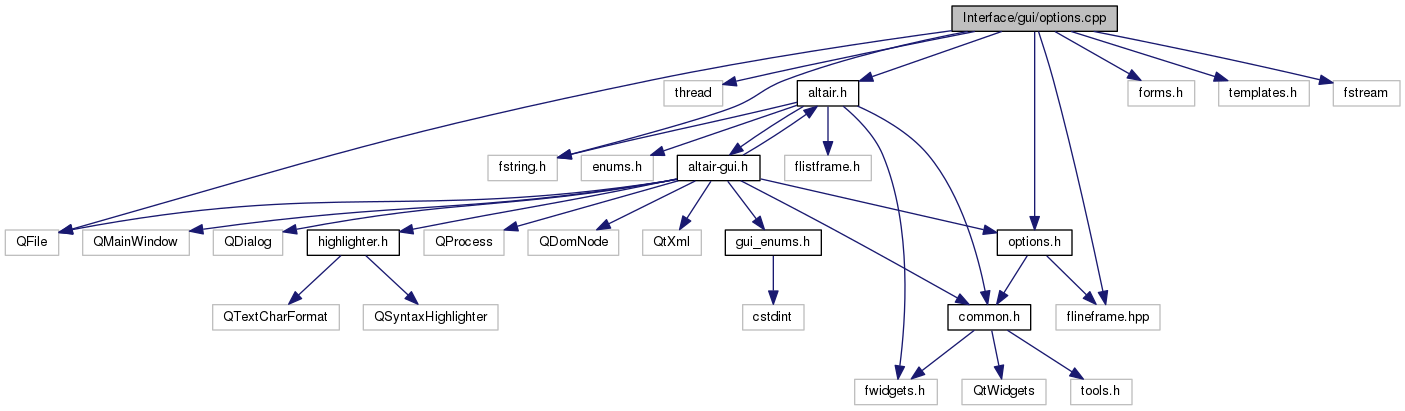 Interface/gui/options.cpp
thread
altair.h
forms.h
templates.h
fstream
fstring.h
enums.h
altair-gui.h
flistframe.h
QFile
QMainWindow
QDialog
highlighter.h
QProcess
QDomNode
QtXml
gui_enums.h
options.h
QTextCharFormat
QSyntaxHighlighter
cstdint
common.h
flineframe.hpp
fwidgets.h
QtWidgets
tools.h